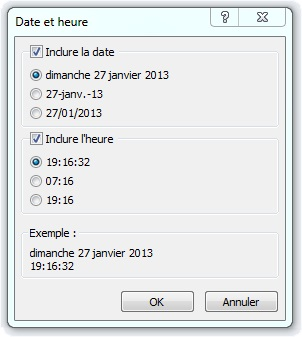 Date et heure
Inclure la date
dimanche 27 janvier 2013
27-janv.-13
27/01/2013
Inclure l'heure
19:16:32
07:16
19:16
Exemple :
dimanche 27 janvier 2013
19:16:32
OK
Annuler